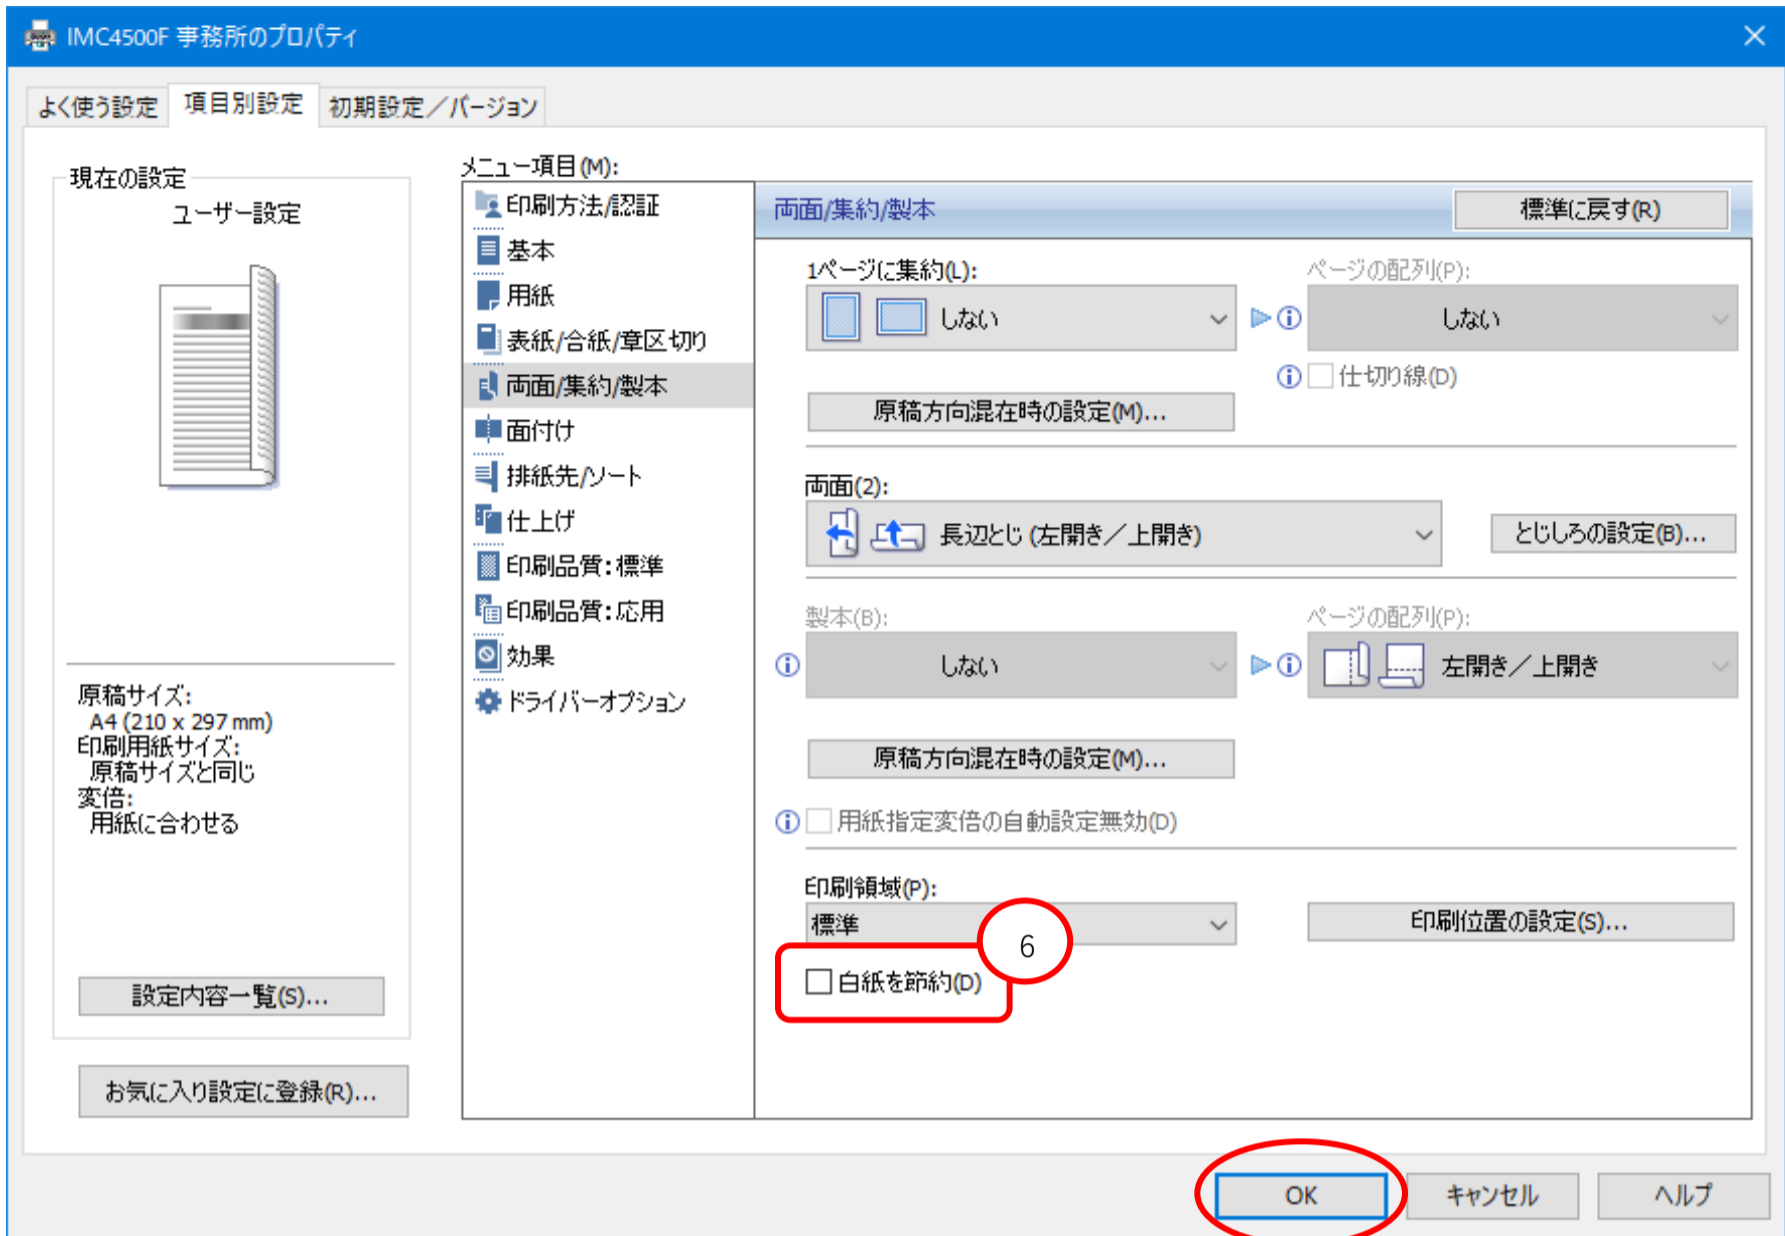 IMC4500F 事務所のプロパティ
よく使う設定 項目別設定 初期設定／バージョン
現在の設定
ユーザー設定
原稿サイズ:
A4 (210 x 297 mm)
印刷用紙サイズ:
原稿サイズと同じ
変倍:
用紙に合わせる
設定内容一覧(S)...
お気に入り設定に登録(R)...
メニュー項目(M):
印刷方法/認証
基本
用紙
表紙/合紙/章区切り
両面/集約/製本
面付け
排紙先/ソート
仕上げ
印刷品質:標準
印刷品質:応用
効果
ドライバーオプション
両面/集約/製本 標準に戻す(R)
1ページに集約(L): ページの配列(P):
しない しない
仕切り線(D)
原稿方向混在時の設定(M)...
両面(2):
長辺とじ (左開き／上開き) とじしろの設定(B)...
製本(B): ページの配列(P):
しない 左開き／上開き
原稿方向混在時の設定(M)...
用紙指定変倍の自動設定無効(D)
印刷領域(P):
標準 印刷位置の設定(S)...
6
白紙を節約(D)
OK キャンセル ヘルプ